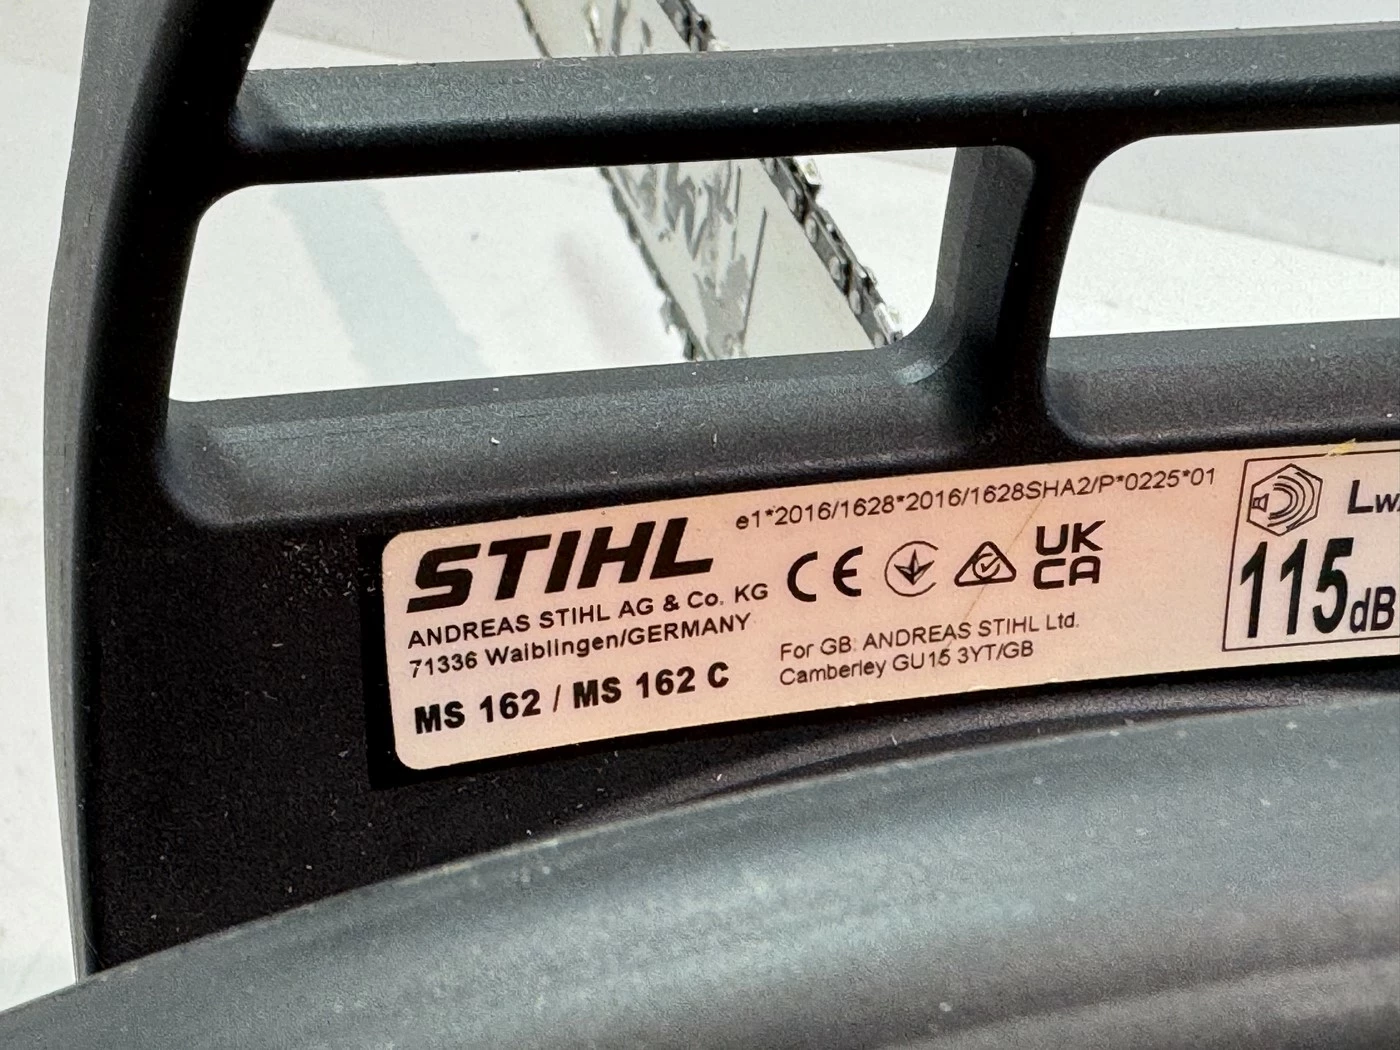 e1*2016/1628*2016/1628SHA2/P*0225*01
STIHL
ANDREAS STIHL AG & Co. KG
71336 Waiblingen/GERMANY
MS 162 / MS 162 C
CE
UK
CA
For GB: ANDREAS STIHL Ltd.
Camberley GU15 3YT/GB
LW
115dB